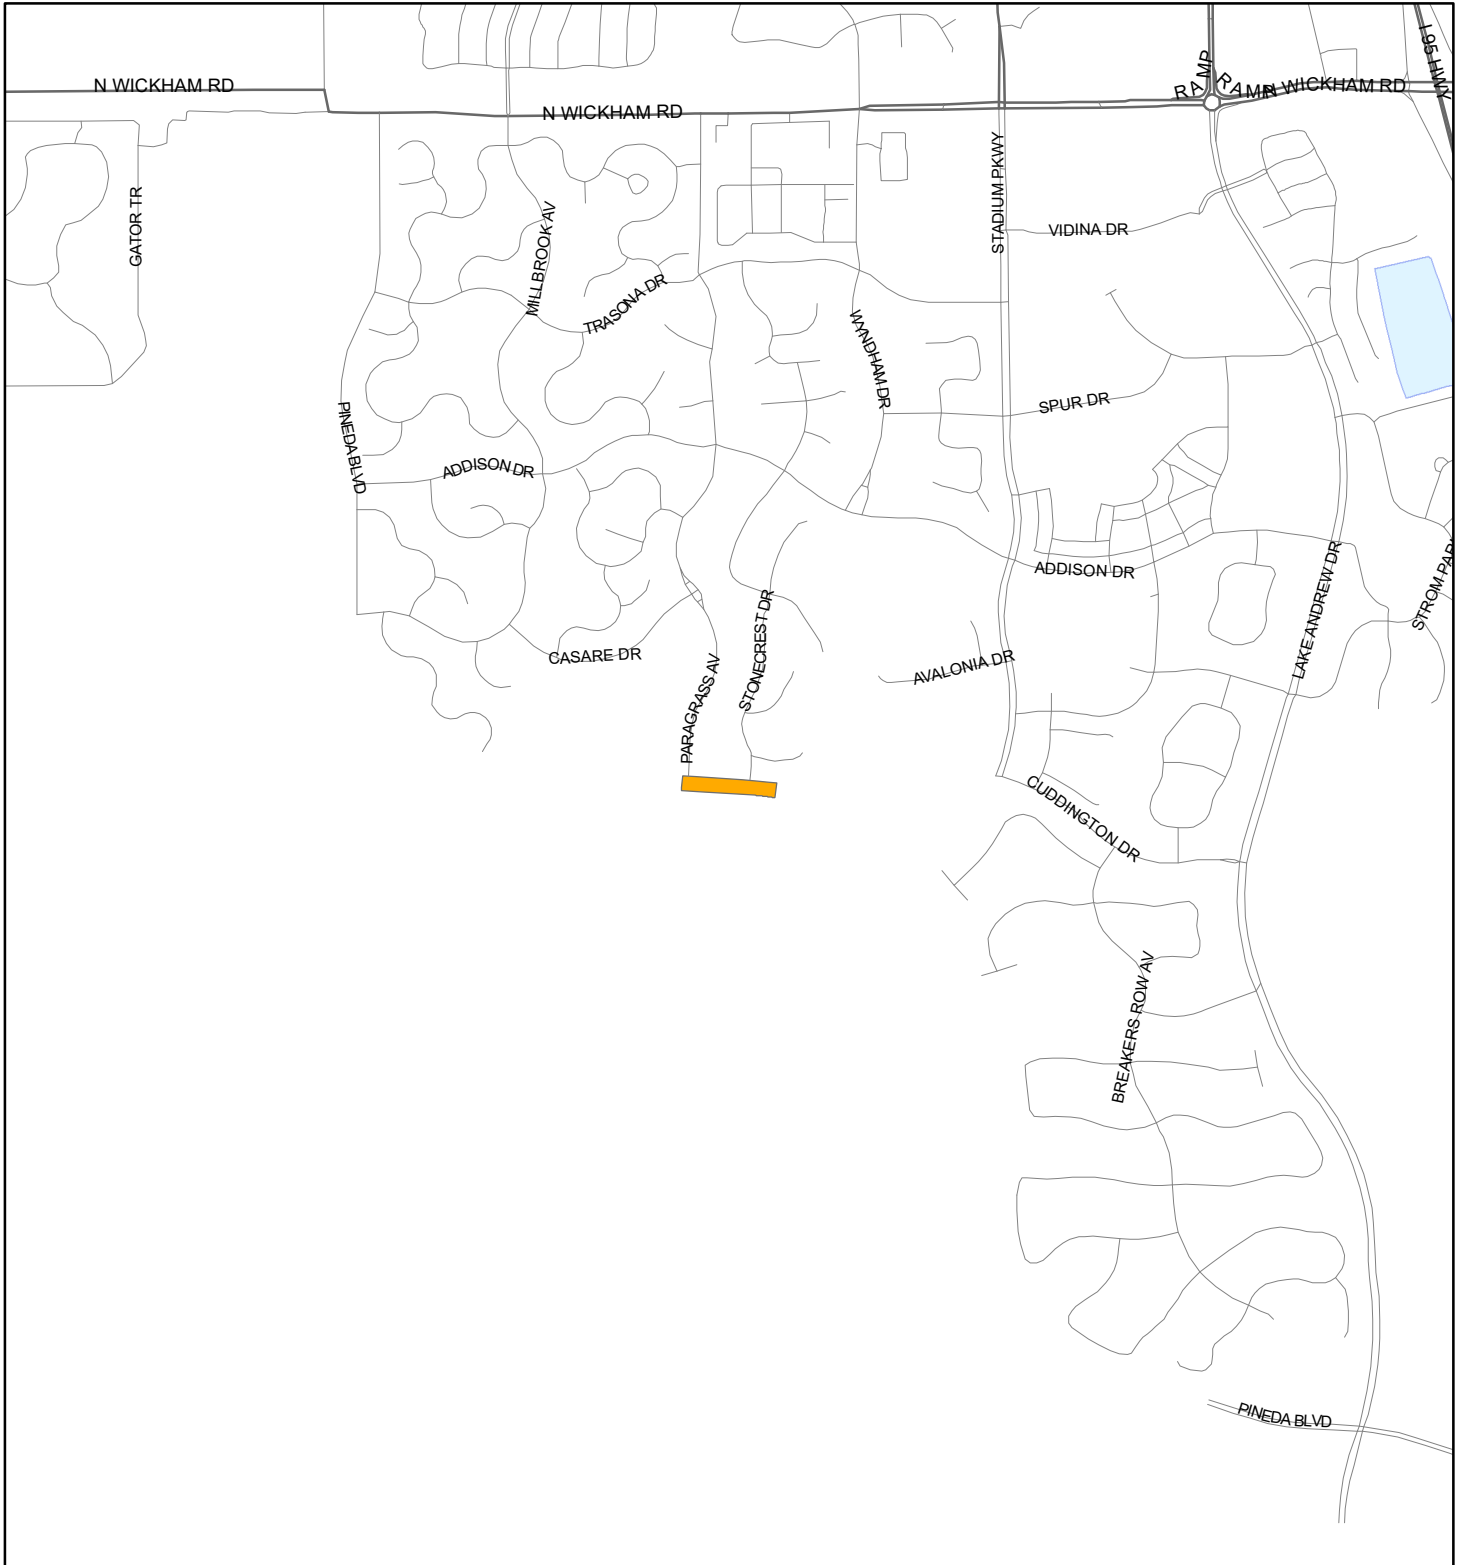 I 95 HWY
RAMP
RAMP
N WICKHAM RD
N WICKHAM RD
N WICKHAM RD
STADIUM PKWY
GATOR TR
VIDINA DR
MILLBROOK AV
TRASONA DR
WYNDHAM DR
SPUR DR
PINEDA BLVD
ADDISON DR
ADDISON DR
LAKE ANDREW DR
STROM PAR
STONECREST DR
CASARE DR
AVALONIA DR
PARAGRASS AV
CUDDINGTON DR
BREAKERS ROW AV
PINEDA BLVD